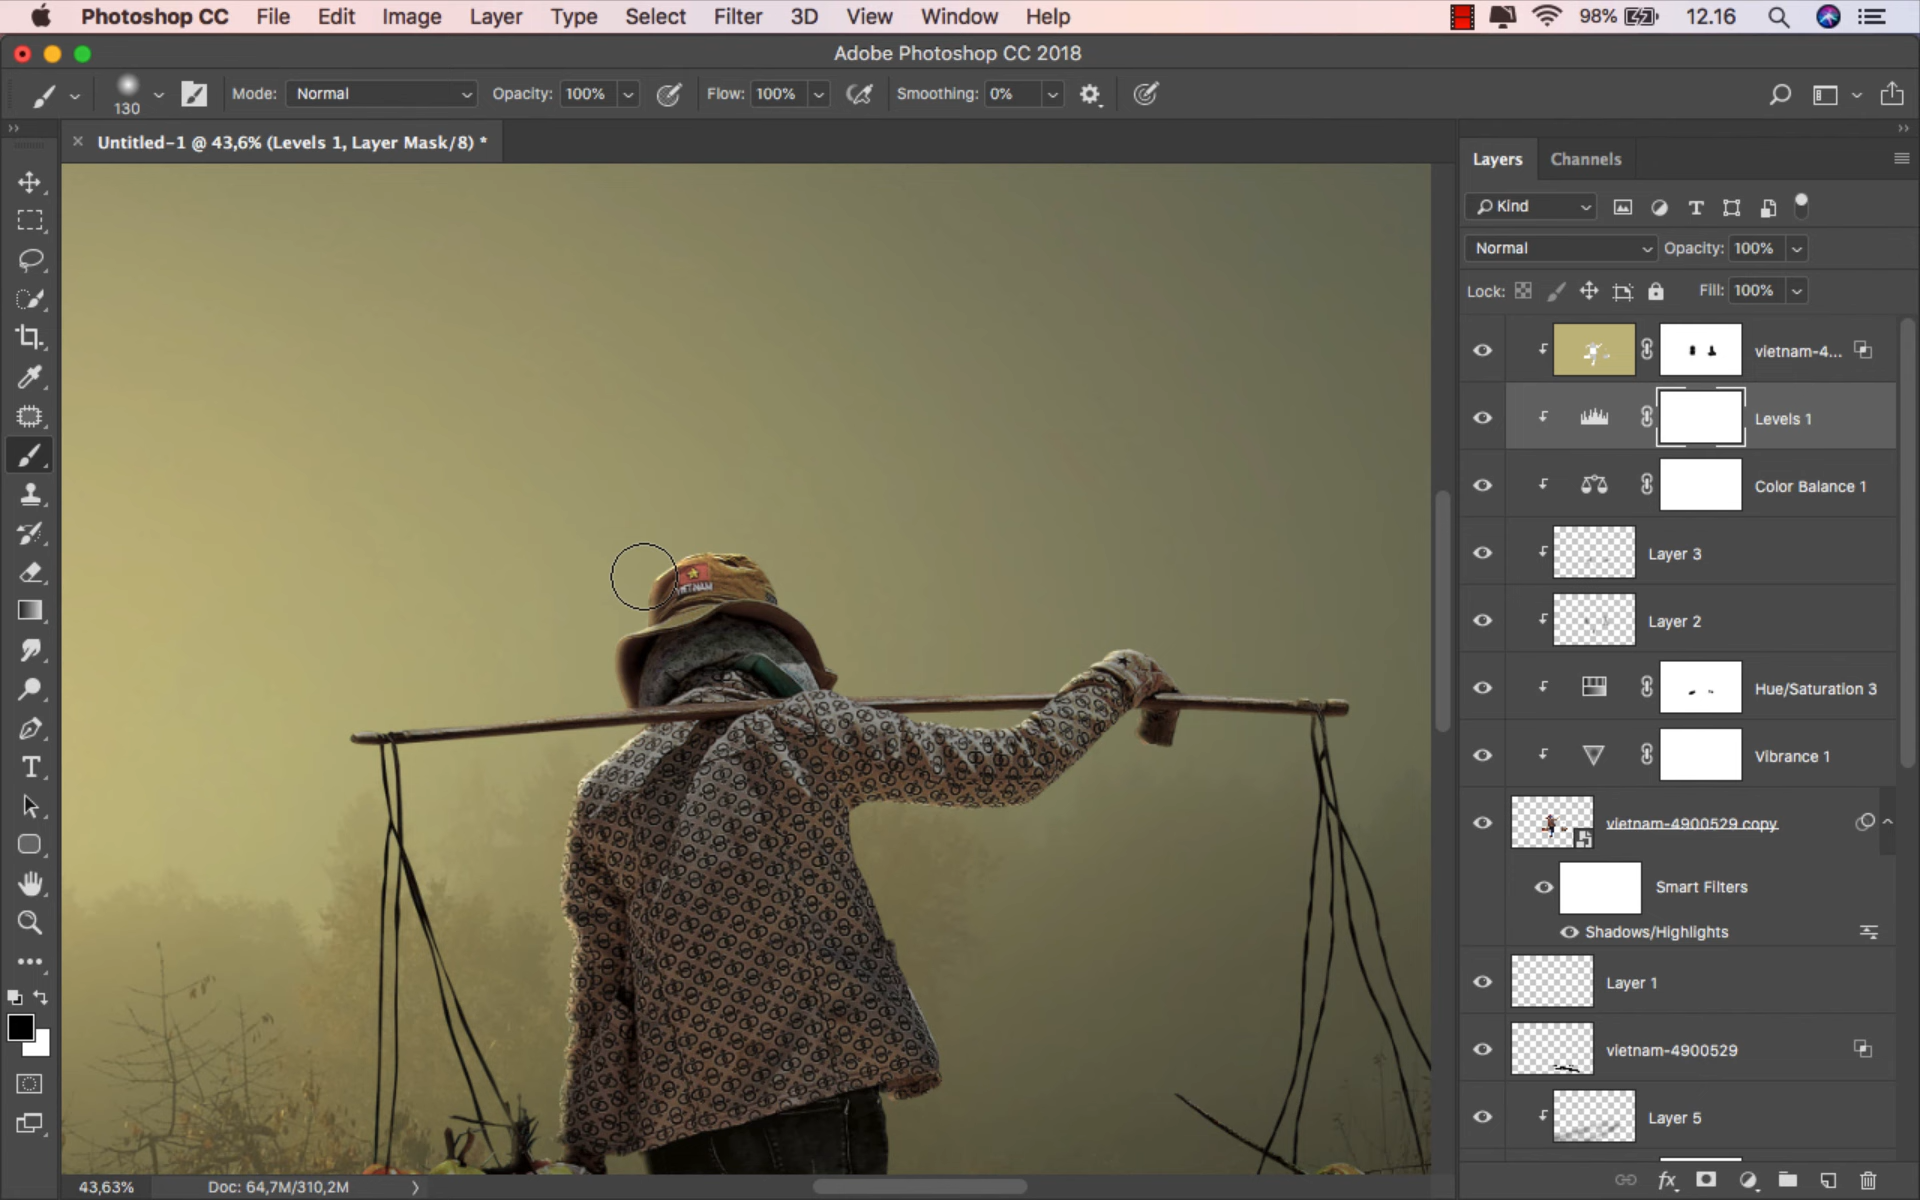 Photoshop CC File Edit Image Layer Type Select Filter 3D View Window Help 98% 12.16
Adobe Photoshop CC 2018
130 Mode: Normal Opacity: 100% Flow: 100% Smoothing: 0%
Untitled-1 @ 43,6% (Levels 1, Layer Mask/8) *
Layers Channels
Kind
Normal Opacity: 100%
Lock: Fill: 100%
vietnam-4...
Levels 1
Color Balance 1
Layer 3
Layer 2
Hue/Saturation 3
Vibrance 1
vietnam-4900529 copy
Smart Filters
Shadows/Highlights
Layer 1
vietnam-4900529
Layer 5
VIETNAM
43,63% Doc: 64,7M/310,2M